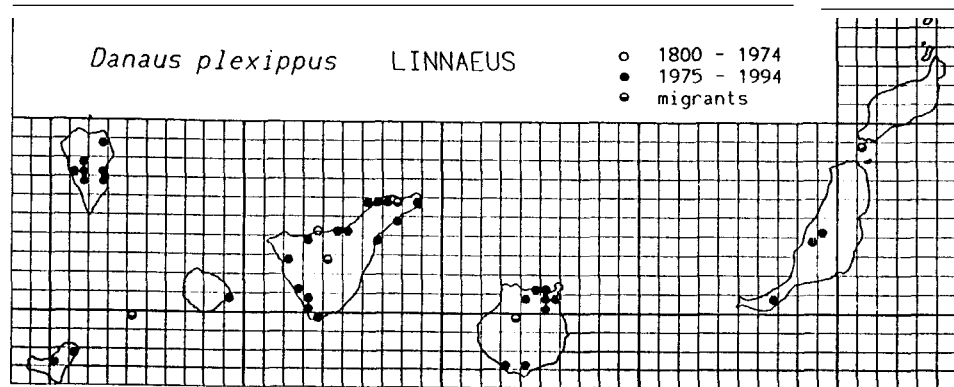 Danaus plexippus LINNAEUS
○ 1800 - 1974
● 1975 - 1994
◒ migrants